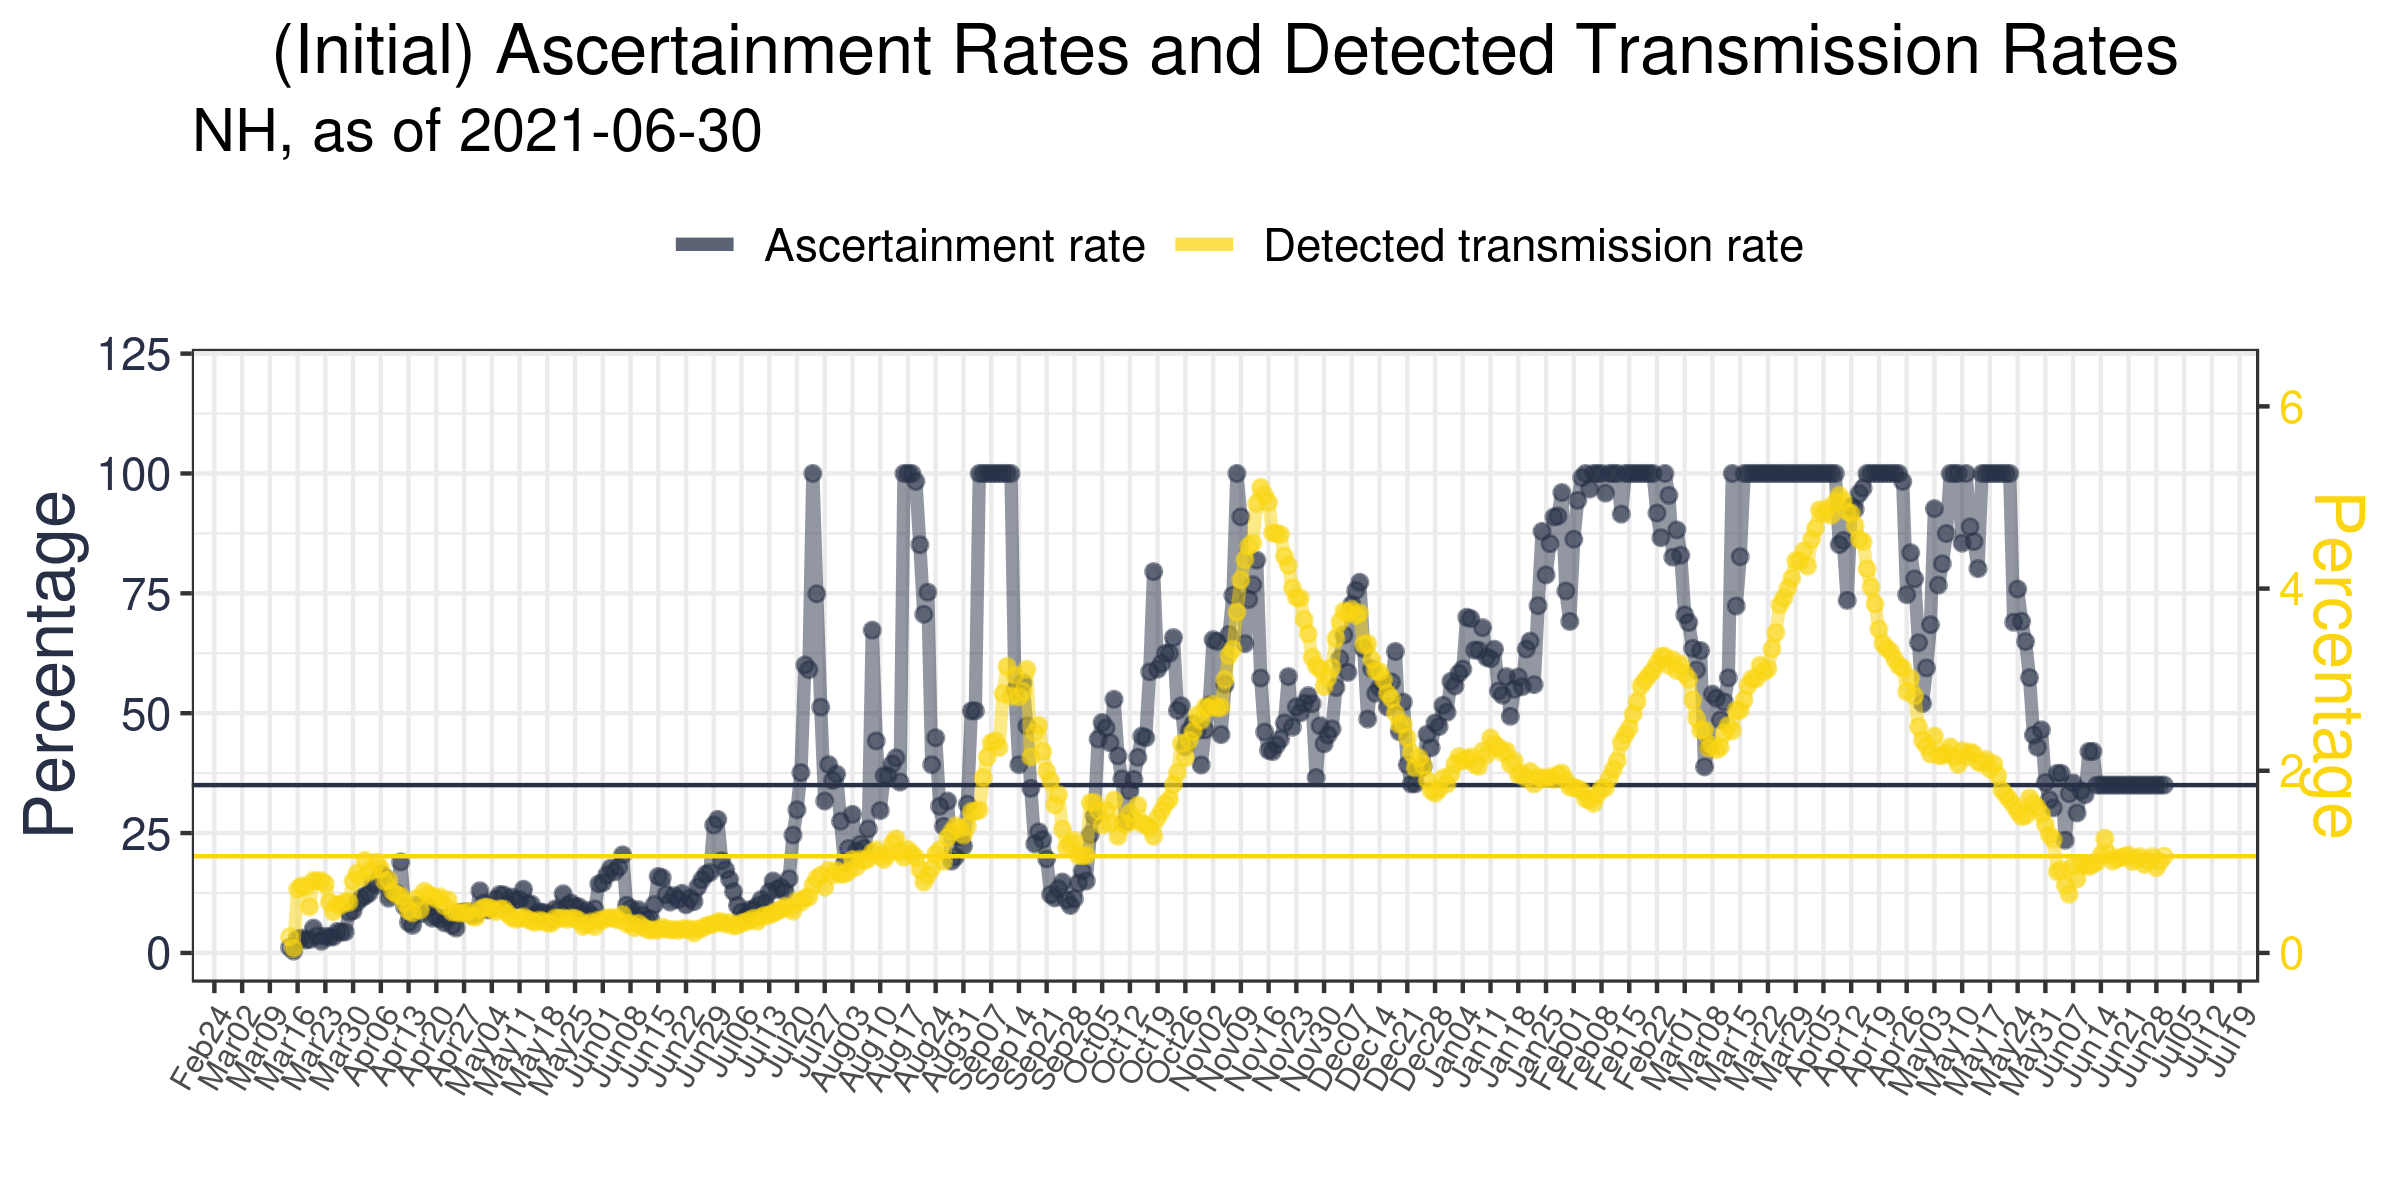 (Initial) Ascertainment Rates and Detected Transmission Rates
NH, as of 2021-06-30
Ascertainment rate
Detected transmission rate
Percentage
125
100
75
50
25
0
6
4
2
0
Percentage
Feb24
Mar02
Mar09
Mar16
Mar23
Mar30
Apr06
Apr13
Apr20
Apr27
May04
May11
May18
May25
Jun01
Jun08
Jun15
Jun22
Jun29
Jul06
Jul13
Jul20
Jul27
Aug03
Aug10
Aug17
Aug24
Aug31
Sep07
Sep14
Sep21
Sep28
Oct05
Oct12
Oct19
Oct26
Nov02
Nov09
Nov16
Nov23
Nov30
Dec07
Dec14
Dec21
Dec28
Jan04
Jan11
Jan18
Jan25
Feb01
Feb08
Feb15
Feb22
Mar01
Mar08
Mar15
Mar22
Mar29
Apr05
Apr12
Apr19
Apr26
May03
May10
May17
May24
May31
Jun07
Jun14
Jun21
Jun28
Jul05
Jul12
Jul19